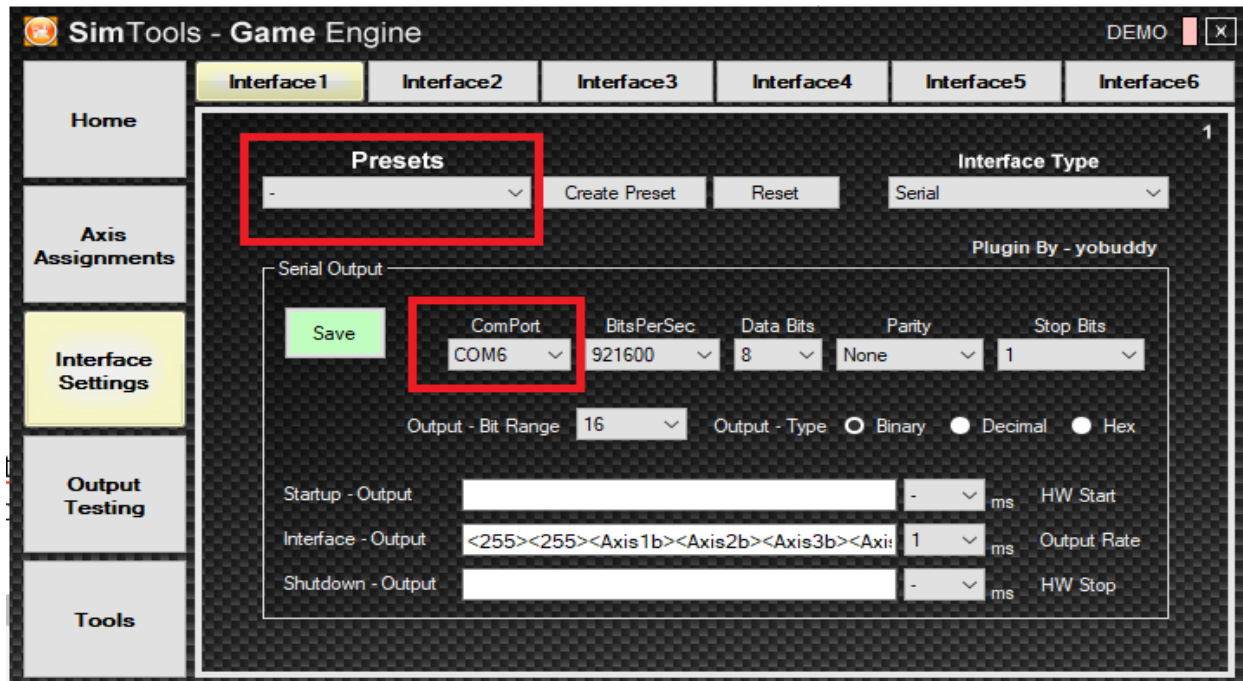 SimTools - Game Engine
DEMO X
Interface1 Interface2 Interface3 Interface4 Interface5 Interface6
Home
Axis
Assignments
Interface
Settings
Output
Testing
Tools
1
Presets
Interface Type
- Create Preset Reset Serial
Plugin By - yobuddy
Serial Output
Save
ComPort BitsPerSec Data Bits Parity Stop Bits
COM6 921600 8 None 1
Output - Bit Range 16 Output - Type Binary Decimal Hex
Startup - Output - ms HW Start
Interface - Output <255><255><Axis1b><Axis2b><Axis3b><Axi 1 ms Output Rate
Shutdown - Output - ms HW Stop